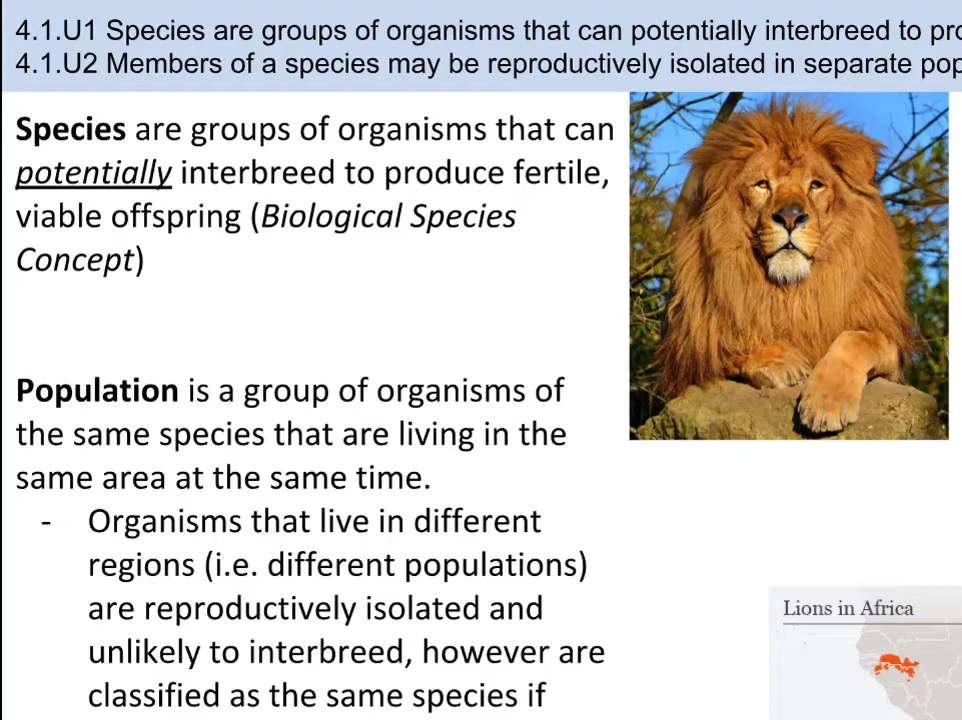 4.1.U1 Species are groups of organisms that can potentially interbreed to
4.1.U2 Members of a species may be reproductively isolated in separate
Species are groups of organisms that can
potentially interbreed to produce fertile,
viable offspring (Biological Species
Concept)
Population is a group of organisms of
the same species that are living in the
same area at the same time.
- Organisms that live in different
regions (i.e. different populations)
are reproductively isolated and
unlikely to interbreed, however are
classified as the same species if
Lions in Africa